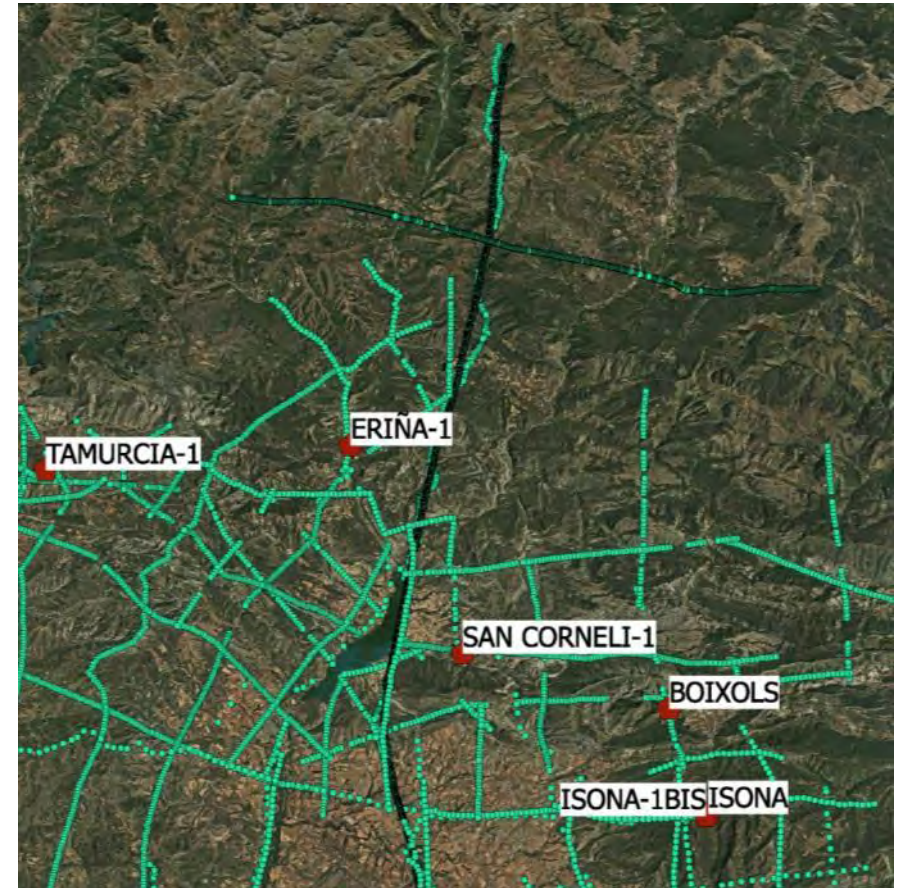 ERIÑA-1
TAMURCIA-1
SAN CORNELI-1
BOIXOLS
ISONA-1BIS
ISONA